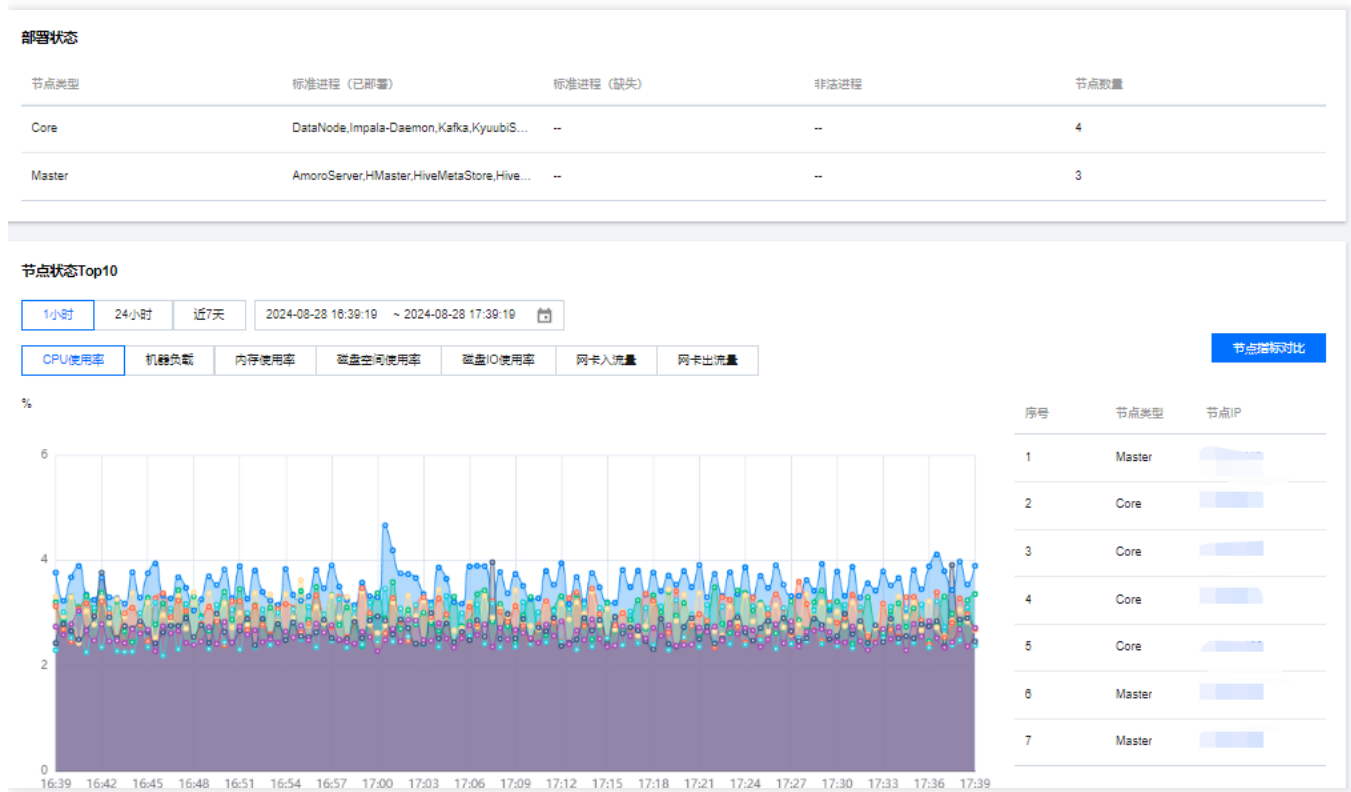 部署状态
节点类型 标准进程（已部署） 标准进程（缺失） 非法进程 节点数量
Core DataNode,Impala-Daemon,Kafka,KyuubiS... -- -- 4
Master AmoroServer,HMaster,HiveMetaStore,Hive... -- -- 3
节点状态Top10
1小时 24小时 近7天 2024-08-28 16:39:19 ~ 2024-08-28 17:39:19
CPU使用率 机器负载 内存使用率 磁盘空间使用率 磁盘IO使用率 网卡入流量 网卡出流量 节点指标对比
%
序号 节点类型 节点IP
6
4
2
0
1 Master
2 Core
3 Core
4 Core
5 Core
6 Master
7 Master
16:39 16:42 16:45 16:48 16:51 16:54 16:57 17:00 17:03 17:06 17:09 17:12 17:15 17:18 17:21 17:24 17:27 17:30 17:33 17:36 17:39